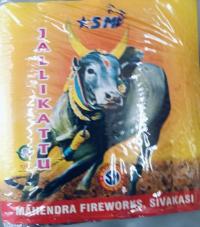 SMF
JALLIKATTU
MAHENDRA FIREWORKS, SIVAKASI